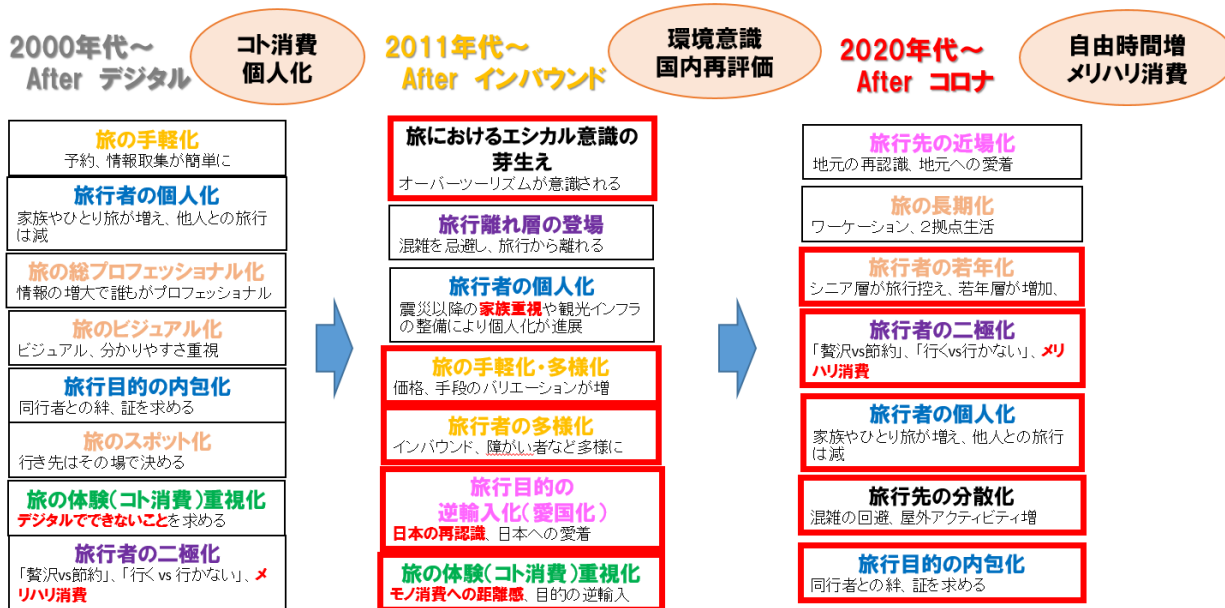 2000年代～
After デジタル
コト消費
個人化
旅の手軽化
予約、情報取集が簡単に
旅行者の個人化
家族やひとり旅が増え、他人との旅行
は減
旅の総プロフェッショナル化
情報の増大で誰もがプロフェッショナル
旅のビジュアル化
ビジュアル、分かりやすさ重視
旅行目的の内包化
同行者との絆、証を求める
旅のスポット化
行き先はその場で決める
旅の体験（コト消費）重視化
デジタルでできないことを求める
旅行者の二極化
「贅沢vs節約」、「行く vs 行かない」、メ
リハリ消費
2011年代～
After インバウンド
環境意識
国内再評価
旅におけるエシカル意識の
芽生え
オーバーツーリズムが意識される
旅行離れ層の登場
混雑を忌避し、旅行から離れる
旅行者の個人化
震災以降の家族重視や観光インフラ
の整備により個人化が進展
旅の手軽化・多様化
価格、手段のバリエーションが増
旅行者の多様化
インバウンド、障がい者など多様に
旅行目的の
逆輸入化（愛国化）
日本の再認識、日本への愛着
旅の体験（コト消費）重視化
モノ消費への距離感、目的の逆輸入
2020年代～
After コロナ
自由時間増
メリハリ消費
旅行先の近場化
地元の再認識、地元への愛着
旅の長期化
ワーケーション、２拠点生活
旅行者の若年化
シニア層が旅行控え、若年層が増加、
旅行者の二極化
「贅沢vs節約」、「行くvs行かない」、メリ
ハリ消費
旅行者の個人化
家族やひとり旅が増え、他人との旅行
は減
旅行先の分散化
混雑の回避、屋外アクティビティ増
旅行目的の内包化
同行者との絆、証を求める